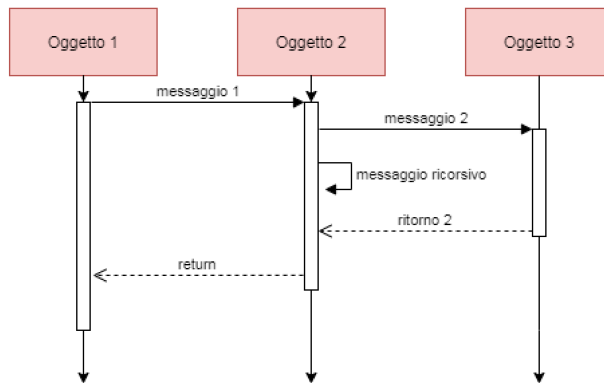 Oggetto 1
Oggetto 2
Oggetto 3
messaggio 1
messaggio 2
messaggio ricorsivo
ritorno 2
return